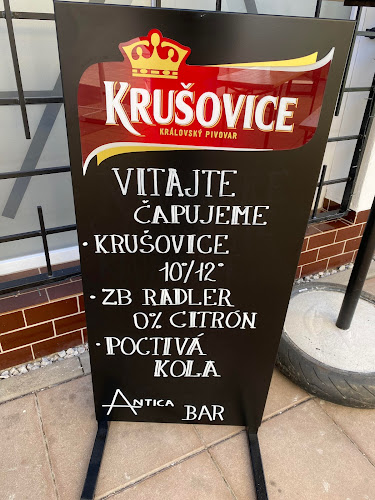 KRUŠOVICE
KRÁLOVSKÝ PIVOVAR
VITAJTE
ČAPUJEME
• KRUŠOVICE
10°/12°
• ZB RADLER
0% CITRÓN
• POCTIVÁ
KOLA
ANTICA BAR